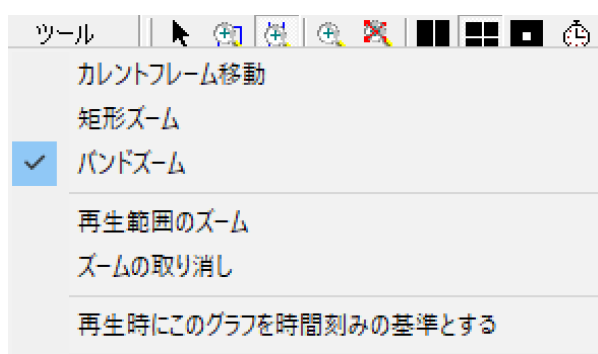 ツール
カレントフレーム移動
矩形ズーム
バンドズーム
再生範囲のズーム
ズームの取り消し
再生時にこのグラフを時間刻みの基準とする